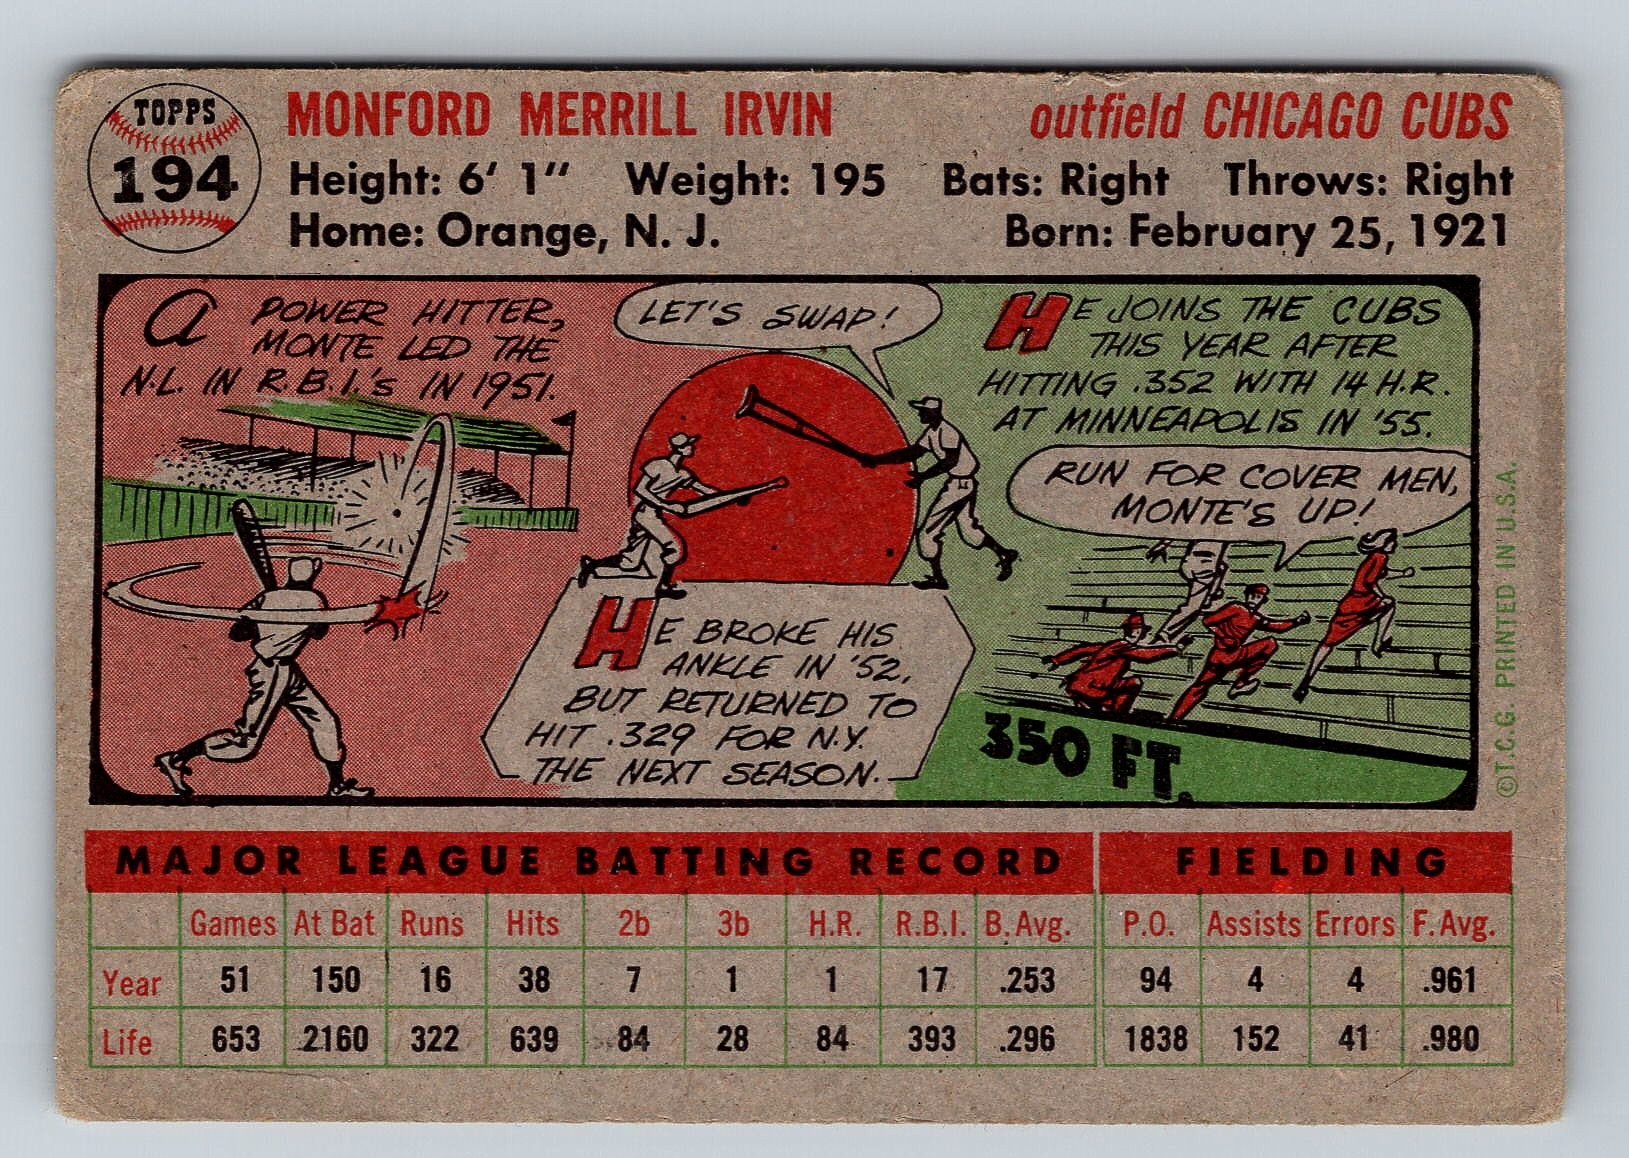 TOPPS
194
MONFORD MERRILL IRVIN outfield CHICAGO CUBS
Height: 6' 1" Weight: 195 Bats: Right Throws: Right
Home: Orange, N. J. Born: February 25, 1921
A POWER HITTER,
MONTE LED THE
N.L. IN R.B.I.'s IN 1951.
LET'S SWAP!
HE BROKE HIS
ANKLE IN '52,
BUT RETURNED TO
HIT .329 FOR N.Y.
THE NEXT SEASON.
HE JOINS THE CUBS
THIS YEAR AFTER
HITTING .352 WITH 14 H.R.
AT MINNEAPOLIS IN '55.
RUN FOR COVER MEN,
MONTE'S UP!
350 FT.
©T.C.G. PRINTED IN U.S.A.
MAJOR LEAGUE BATTING RECORD FIELDING
Games At Bat Runs Hits 2b 3b H.R. R.B.I. B. Avg. P.O. Assists Errors F. Avg.
Year 51 150 16 38 7 1 1 17 .253 94 4 4 .961
Life 653 2160 322 639 84 28 84 393 .296 1838 152 41 .980